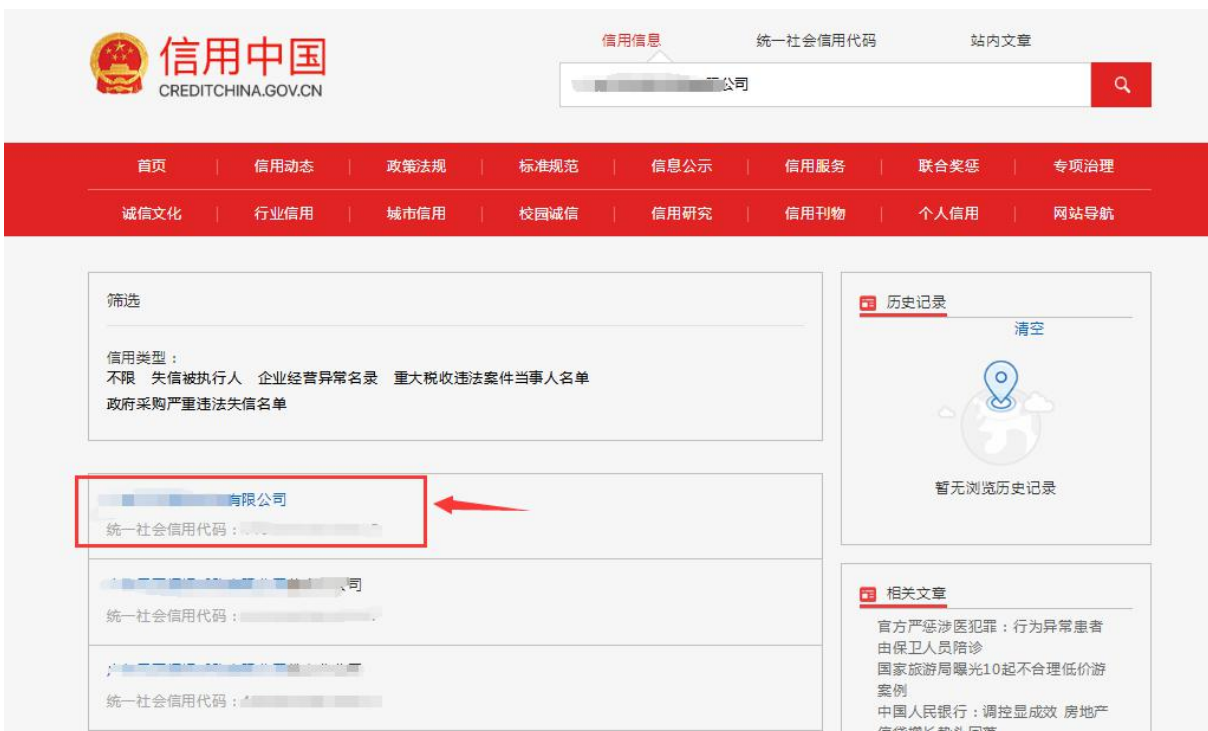 信用中国
CREDITCHINA.GOV.CN
信用信息 统一社会信用代码 站内文章
公司
首页 信用动态 政策法规 标准规范 信息公示 信用服务 联合奖惩 专项治理
诚信文化 行业信用 城市信用 校园诚信 信用研究 信用刊物 个人信用 网站导航
筛选
信用类型：
不限 失信被执行人 企业经营异常名录 重大税收违法案件当事人名单
政府采购严重违法失信名单
有限公司
统一社会信用代码：
司
统一社会信用代码：
统一社会信用代码：
历史记录
清空
暂无浏览历史记录
相关文章
官方严惩涉医犯罪：行为异常患者
由保卫人员陪诊
国家旅游局曝光10起不合理低价游
案例
中国人民银行：调控显成效 房地产